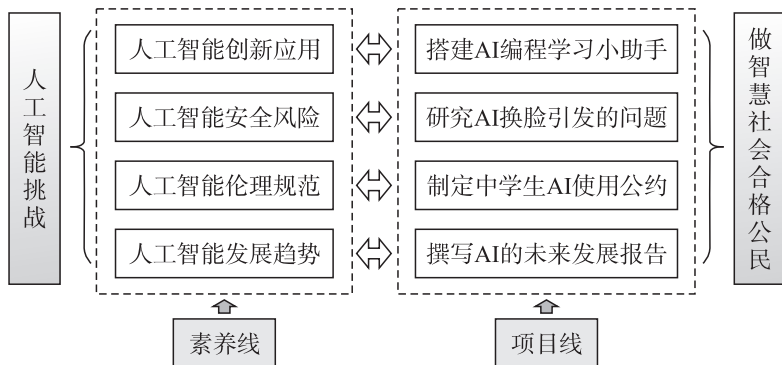 人工智能挑战
人工智能创新应用
搭建AI编程学习小助手
人工智能安全风险
研究AI换脸引发的问题
人工智能伦理规范
制定中学生AI使用公约
人工智能发展趋势
撰写AI的未来发展报告
做智慧社会合格公民
素养线
项目线